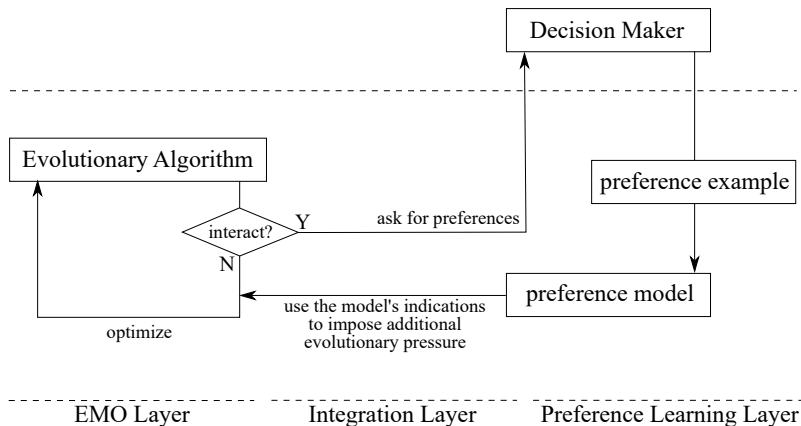 Decision Maker
Evolutionary Algorithm
preference example
interact?
Y
ask for preferences
N
preference model
use the model's indications
to impose additional
evolutionary pressure
optimize
EMO Layer
Integration Layer
Preference Learning Layer